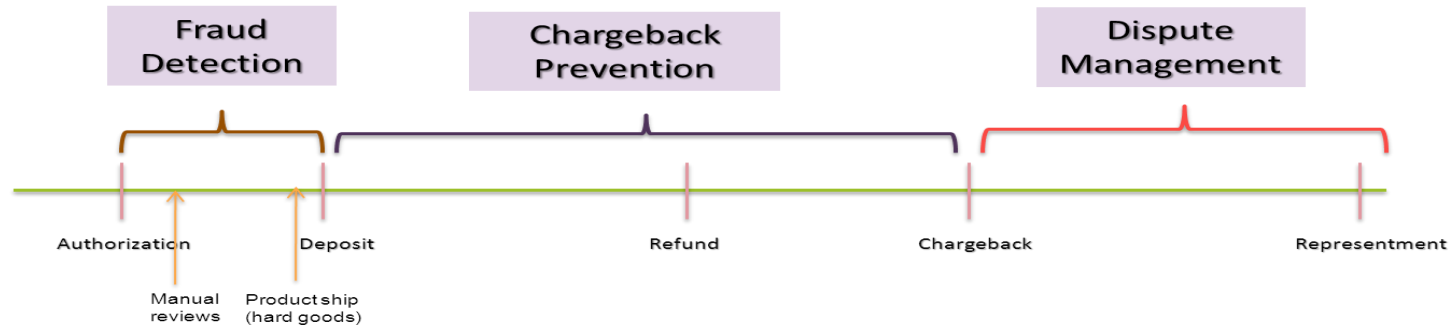 Fraud
Detection
Chargeback
Prevention
Dispute
Management
Authorization
Deposit
Refund
Chargeback
Representment
Manual
reviews
Product ship
(hard goods)